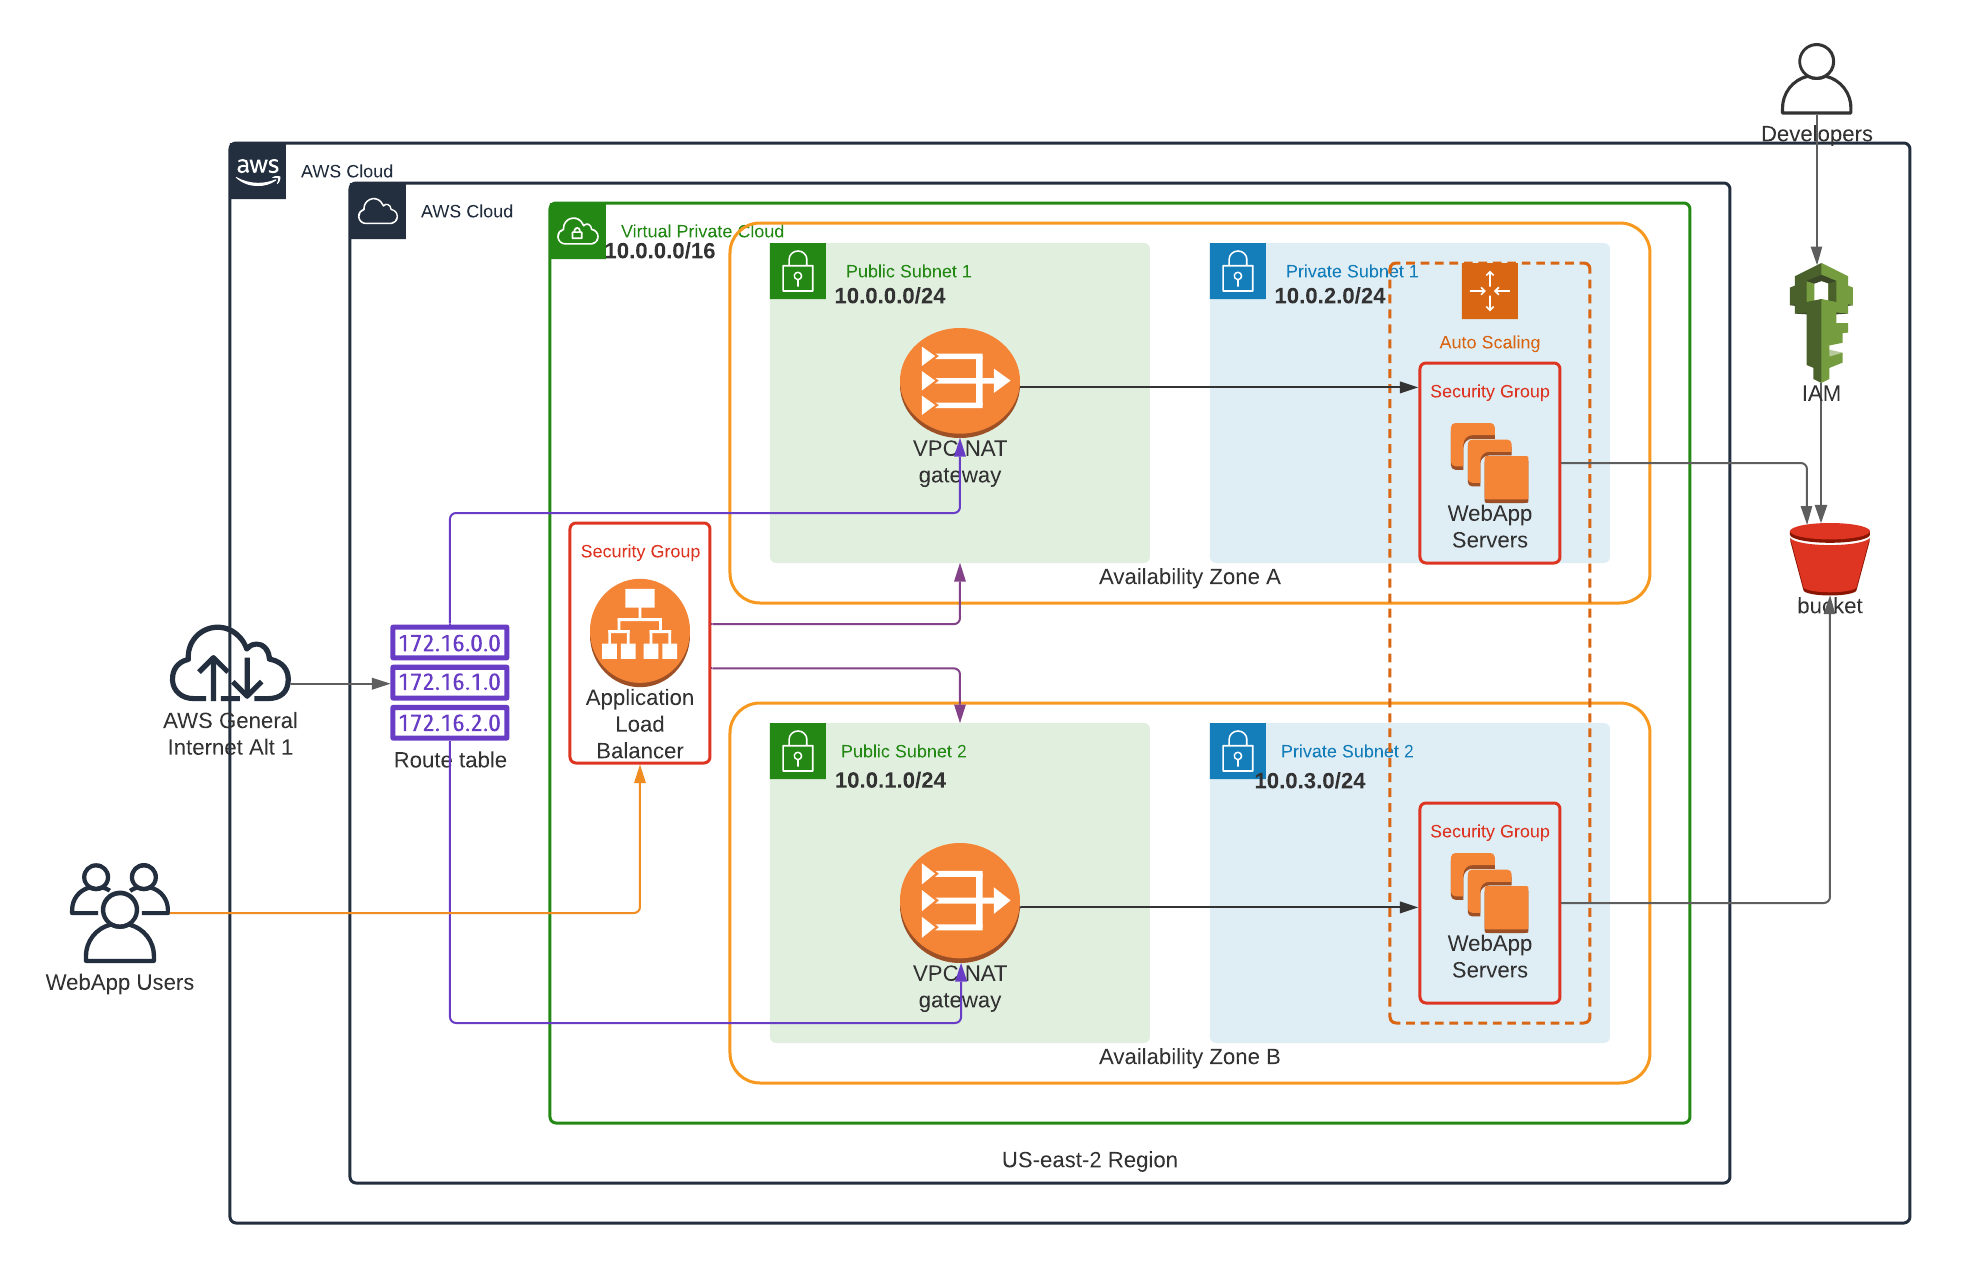 Developers
aws
AWS Cloud
AWS Cloud
Virtual Private Cloud
10.0.0.0/16
Public Subnet 1
10.0.0.0/24
Private Subnet 1
10.0.2.0/24
Auto Scaling
VPC NAT
gateway
Security Group
WebApp
Servers
IAM
Availability Zone A
bucket
Security Group
Application
Load
Balancer
172.16.0.0
172.16.1.0
172.16.2.0
Route table
AWS General
Internet Alt 1
Public Subnet 2
10.0.1.0/24
Private Subnet 2
10.0.3.0/24
VPC NAT
gateway
Security Group
WebApp
Servers
WebApp Users
Availability Zone B
US-east-2 Region